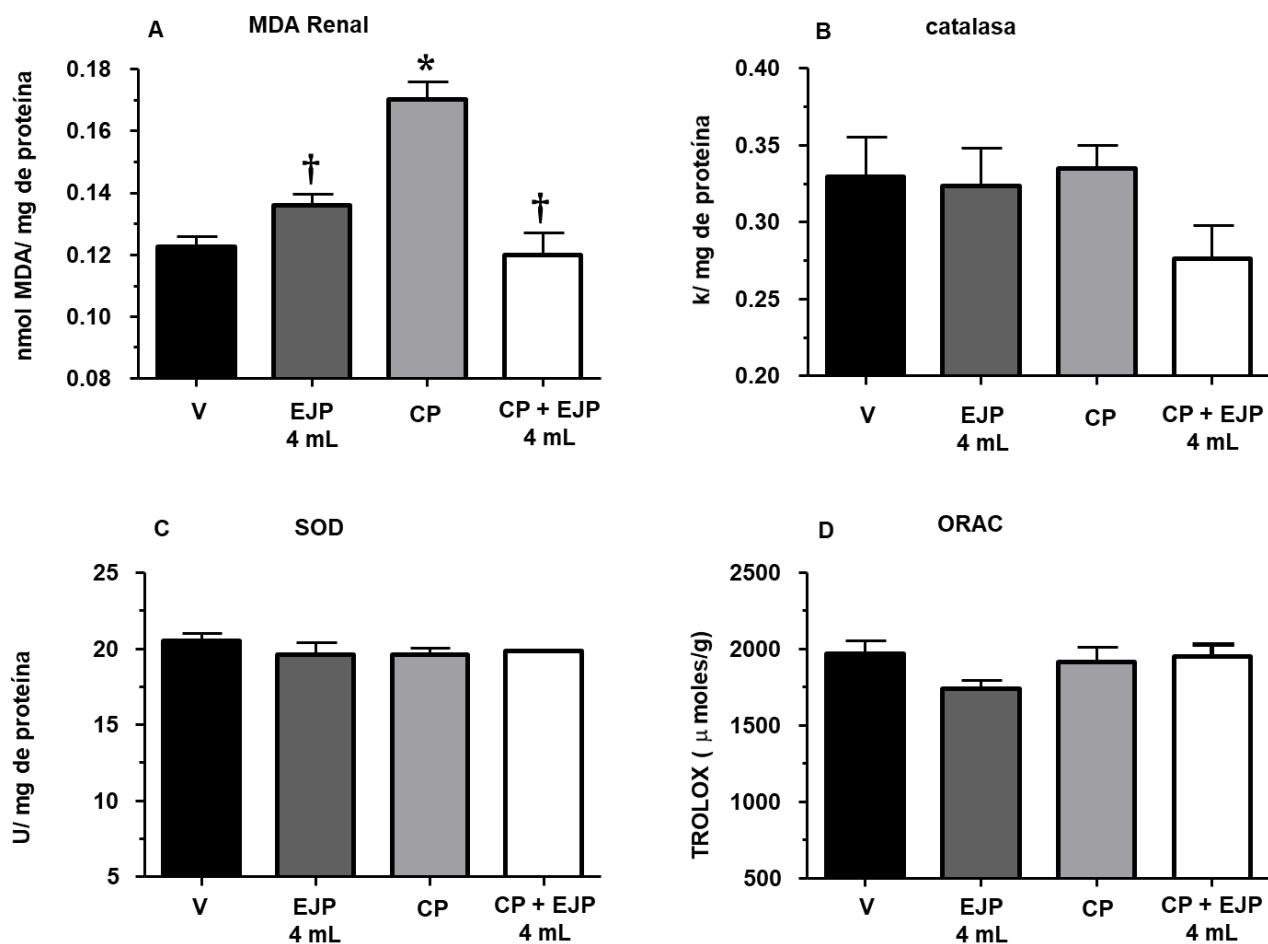 A MDA Renal
nmol MDA/ mg de proteína
0.18
0.16
0.14
0.12
0.10
0.08
*
†
†
V EJP CP CP + EJP
4 mL 4 mL
B catalasa
k/ mg de proteína
0.40
0.35
0.30
0.25
0.20
V EJP CP CP + EJP
4 mL 4 mL
C SOD
U/ mg de proteína
25
20
15
10
5
V EJP CP CP + EJP
4 mL 4 mL
D ORAC
TROLOX ( μ moles/g)
2500
2000
1500
1000
500
V EJP CP CP + EJP
4 mL 4 mL